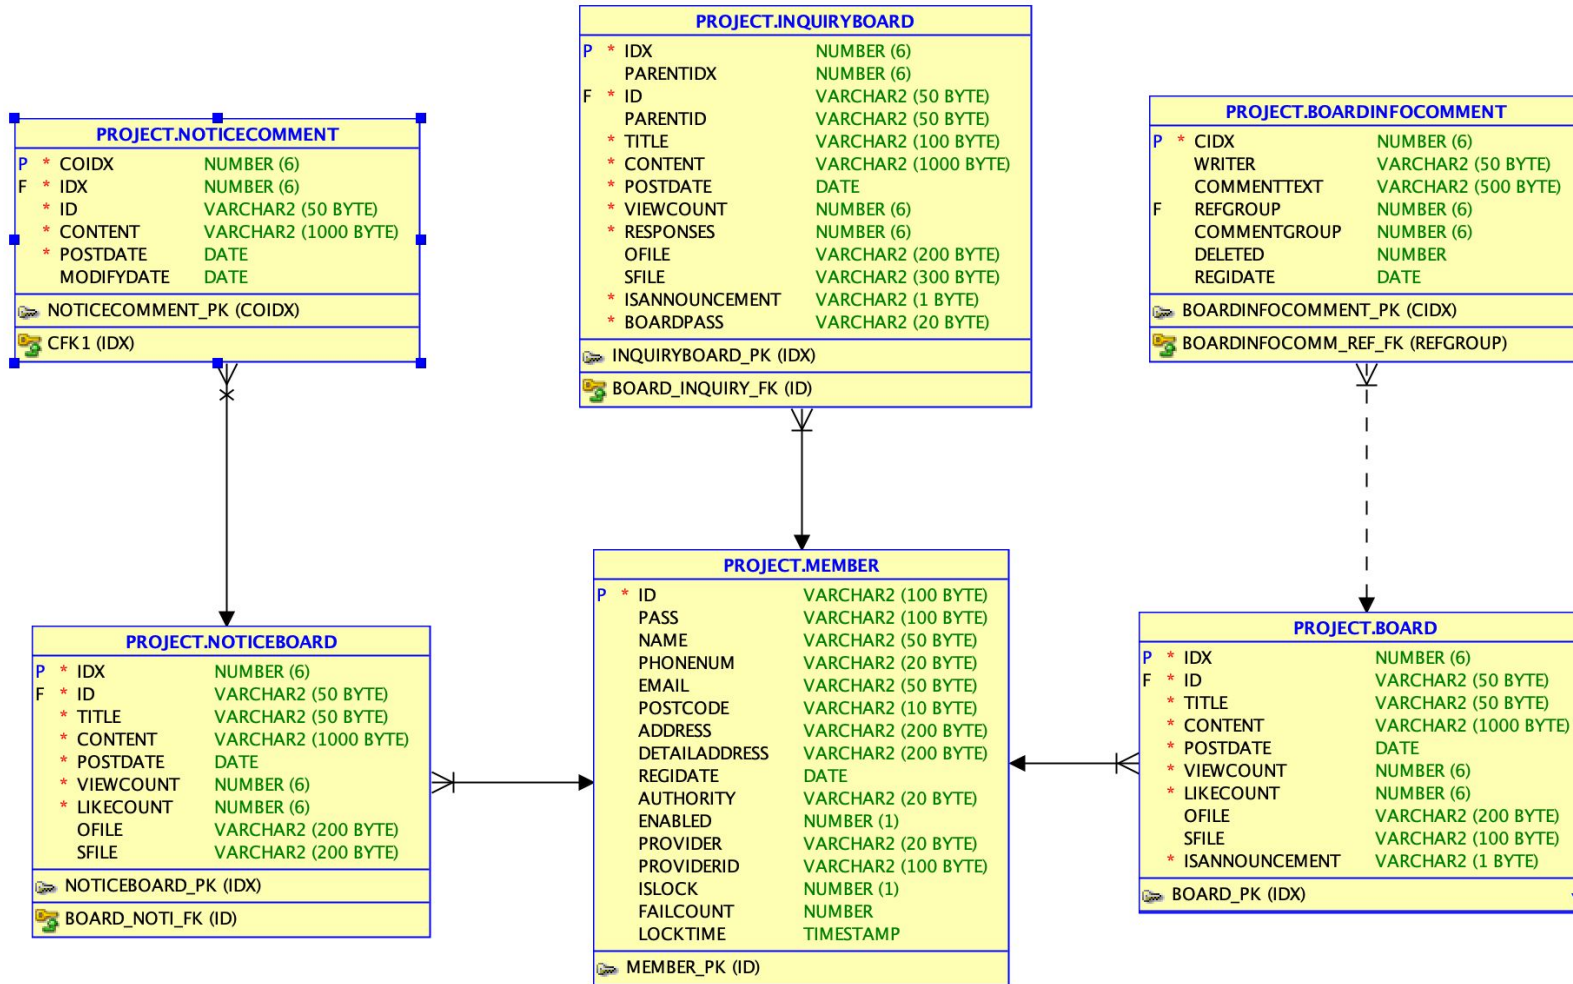 PROJECT.INQUIRYBOARD
P * IDX NUMBER (6)
PARENTIDX NUMBER (6)
F * ID VARCHAR2 (50 BYTE)
PARENTID VARCHAR2 (50 BYTE)
* TITLE VARCHAR2 (100 BYTE)
* CONTENT VARCHAR2 (1000 BYTE)
* POSTDATE DATE
* VIEWCOUNT NUMBER (6)
* RESPONSES NUMBER (6)
OFILE VARCHAR2 (200 BYTE)
SFILE VARCHAR2 (300 BYTE)
* ISANNOUNCEMENT VARCHAR2 (1 BYTE)
* BOARDPASS VARCHAR2 (20 BYTE)
INQUIRYBOARD_PK (IDX)
BOARD_INQUIRY_FK (ID)
PROJECT.NOTICECOMMENT
P * COIDX NUMBER (6)
F * IDX NUMBER (6)
* ID VARCHAR2 (50 BYTE)
* CONTENT VARCHAR2 (1000 BYTE)
* POSTDATE DATE
MODIFYDATE DATE
NOTICECOMMENT_PK (COIDX)
CFK1 (IDX)
PROJECT.BOARDINFOCOMMENT
P * CIDX NUMBER (6)
WRITER VARCHAR2 (50 BYTE)
COMMENTTEXT VARCHAR2 (500 BYTE)
F REFGROUP NUMBER (6)
COMMENTGROUP NUMBER (6)
DELETED NUMBER
REGIDATE DATE
BOARDINFOCOMMENT_PK (CIDX)
BOARDINFOCOMM_REF_FK (REFGROUP)
PROJECT.NOTICEBOARD
P * IDX NUMBER (6)
F * ID VARCHAR2 (50 BYTE)
* TITLE VARCHAR2 (50 BYTE)
* CONTENT VARCHAR2 (1000 BYTE)
* POSTDATE DATE
* VIEWCOUNT NUMBER (6)
* LIKECOUNT NUMBER (6)
OFILE VARCHAR2 (200 BYTE)
SFILE VARCHAR2 (200 BYTE)
NOTICEBOARD_PK (IDX)
BOARD_NOTI_FK (ID)
PROJECT.MEMBER
P * ID VARCHAR2 (100 BYTE)
PASS VARCHAR2 (100 BYTE)
NAME VARCHAR2 (50 BYTE)
PHONENUM VARCHAR2 (20 BYTE)
EMAIL VARCHAR2 (50 BYTE)
POSTCODE VARCHAR2 (10 BYTE)
ADDRESS VARCHAR2 (200 BYTE)
DETAILADDRESS VARCHAR2 (200 BYTE)
REGIDATE DATE
AUTHORITY VARCHAR2 (20 BYTE)
ENABLED NUMBER (1)
PROVIDER VARCHAR2 (20 BYTE)
PROVIDERID VARCHAR2 (100 BYTE)
ISLOCK NUMBER (1)
FAILCOUNT NUMBER
LOCKTIME TIMESTAMP
MEMBER_PK (ID)
PROJECT.BOARD
P * IDX NUMBER (6)
F * ID VARCHAR2 (50 BYTE)
* TITLE VARCHAR2 (50 BYTE)
* CONTENT VARCHAR2 (1000 BYTE)
* POSTDATE DATE
* VIEWCOUNT NUMBER (6)
* LIKECOUNT NUMBER (6)
OFILE VARCHAR2 (200 BYTE)
SFILE VARCHAR2 (100 BYTE)
* ISANNOUNCEMENT VARCHAR2 (1 BYTE)
BOARD_PK (IDX)